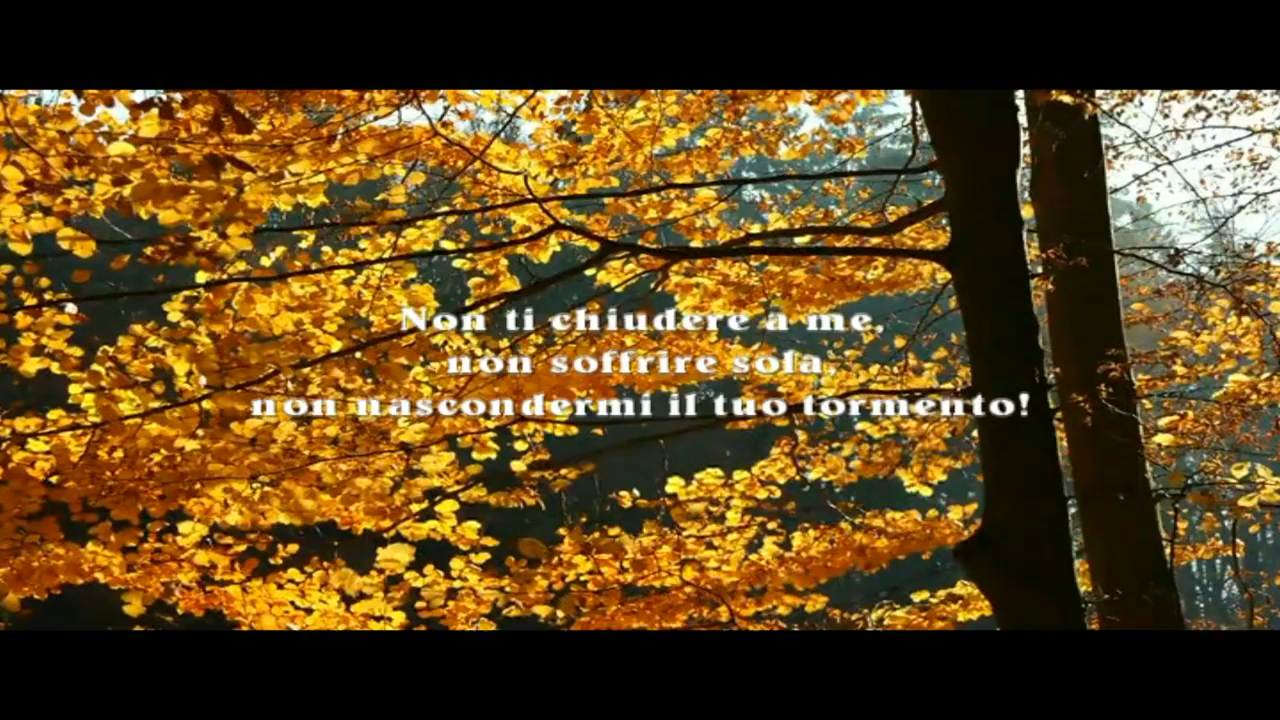 Non ti chiudere a me,
non soffrire sola,
non nascondermi il tuo tormento!